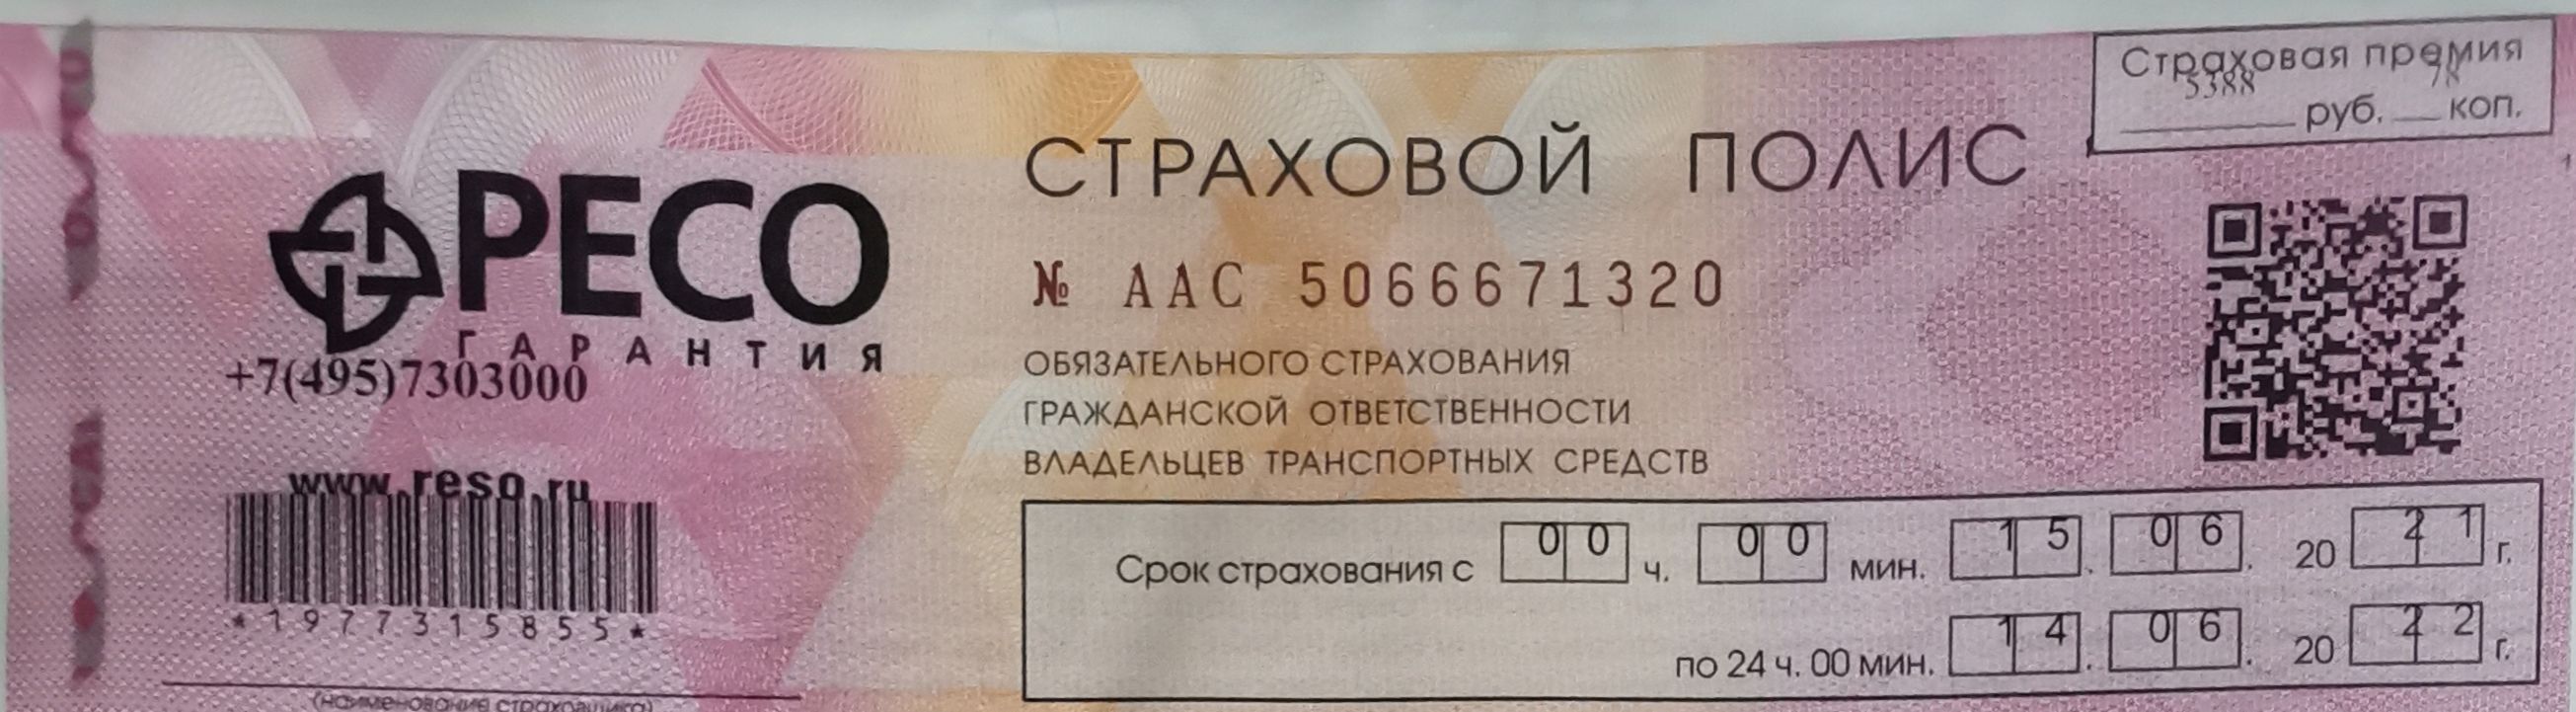 Страховая премия
5388 78
руб. коп.
СТРАХОВОЙ ПОЛИС
РЕСО
ГАРАНТИЯ
+7(495)7303000
www.reso.ru
*1977315855*
(наименование страховщика)
№ ААС 5066671320
ОБЯЗАТЕЛЬНОГО СТРАХОВАНИЯ
ГРАЖДАНСКОЙ ОТВЕТСТВЕННОСТИ
ВЛАДЕЛЬЦЕВ ТРАНСПОРТНЫХ СРЕДСТВ
Срок страхования с 00 ч. 00 мин. 15. 06. 20 21 г.
по 24 ч. 00 мин. 14. 06. 20 22 г.